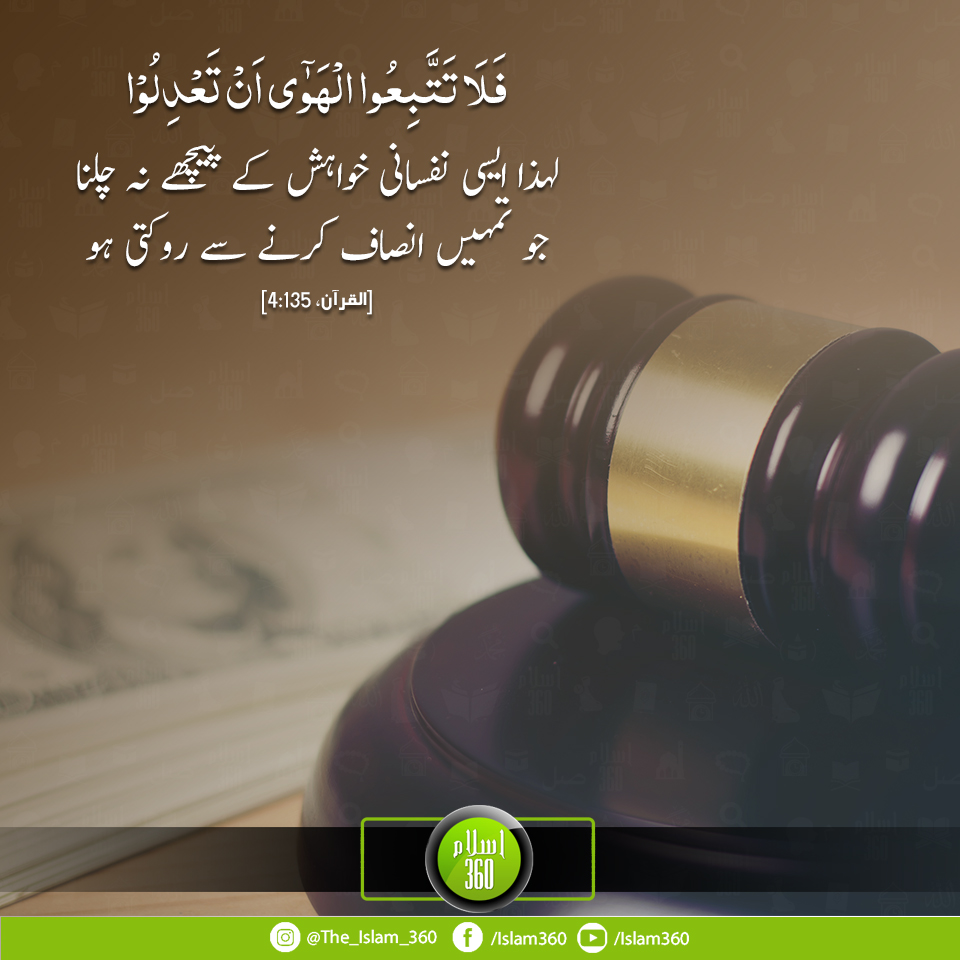 فَلَا تَتَّبِعُوا الْهَوٰٓى اَنْ تَعْدِلُوْا
لہذا ایسی نفسانی خواہش کے پیچھے نہ چلنا
جو تمہیں انصاف کرنے سے روکتی ہو
[القرآن، 4:135]
اسلام
360
@The_Islam_360 /Islam360 /Islam360